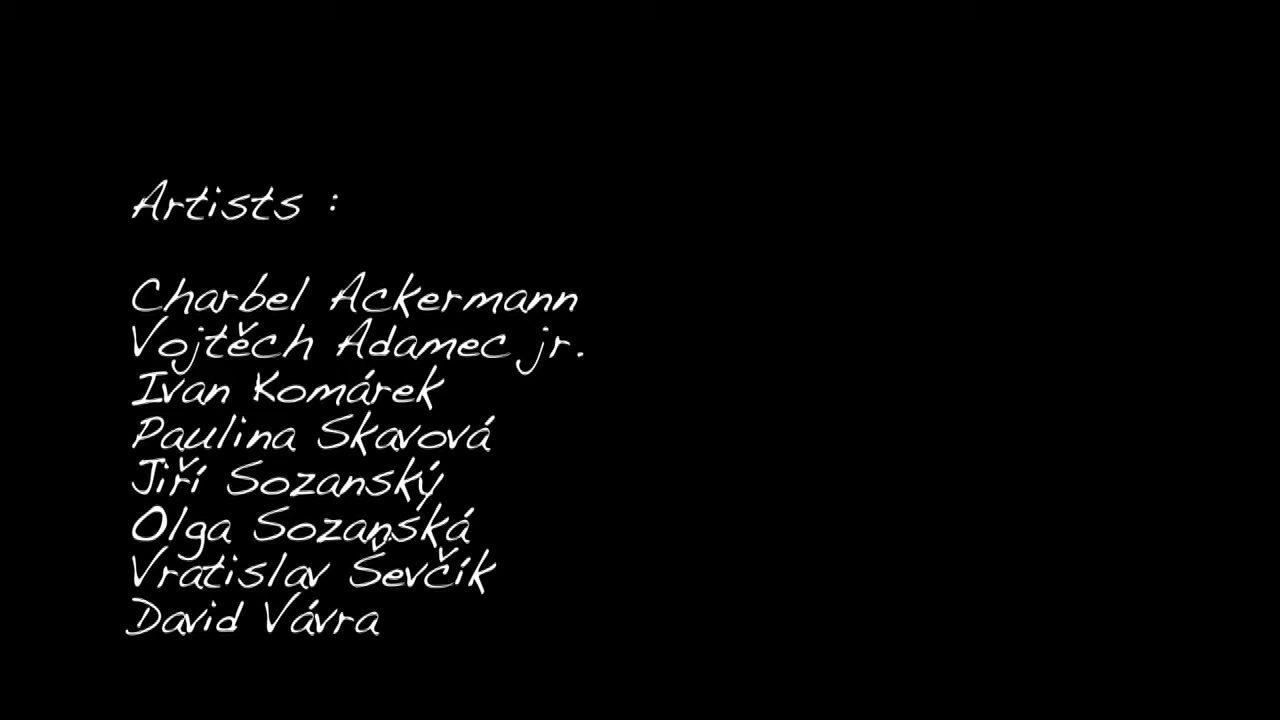 Artists :
Charbel Ackermann
Vojtěch Adamec jr.
Ivan Komárek
Paulina Skavová
Jiří Sozanský
Olga Sozanská
Vratislav Ševčík
David Vávra